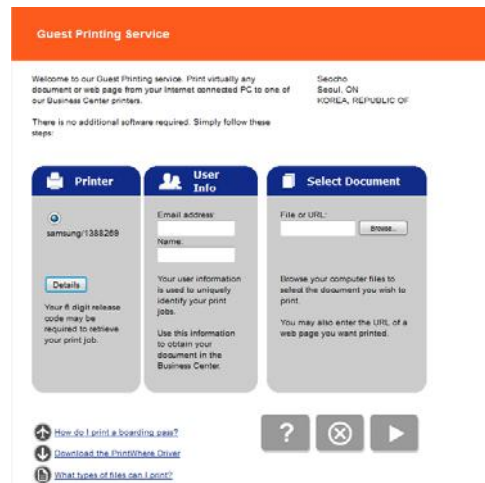 Guest Printing Service
Welcome to our Guest Printing service. Print virtually any
document or web page from your Internet connected PC to one of
our Business Center printers.
There is no additional software required. Simply follow these
steps:
Seocho
Seoul, ON
KOREA, REPUBLIC OF
Printer
samsung/1388269
Details
Your 6 digit release
code may be
required to retrieve
your print job.
User
Info
Email address:
Name:
Your user information
is used to uniquely
identify your print
jobs.
Use this information
to obtain your
document in the
Business Center.
Select Document
File or URL:
Browse...
Browse your computer files to
select the document you wish to
print.
You may also enter the URL of a
web page you want printed.
How do I print a boarding pass?
Download the PrintWhere Driver
What types of files can I print?
?